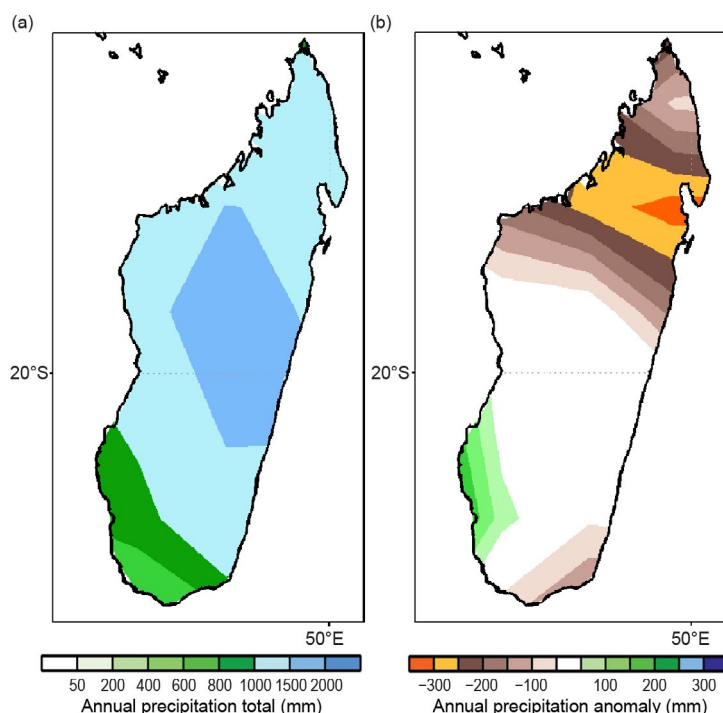 (a)
(b)
20°S
20°S
50°E
50°E
50 200 400 600 800 1000 1500 2000
Annual precipitation total (mm)
−300 −200 −100 100 200 300
Annual precipitation anomaly (mm)